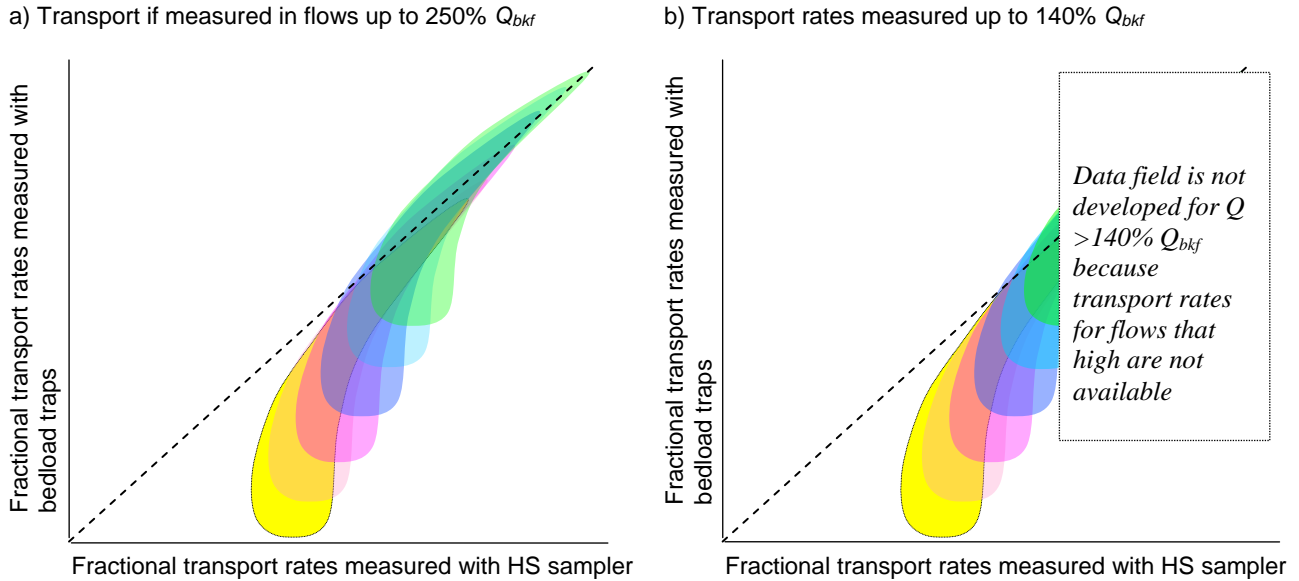 a) Transport if measured in flows up to 250% Qbkf
Fractional transport rates measured with
bedload traps
Fractional transport rates measured with HS sampler
b) Transport rates measured up to 140% Qbkf
Fractional transport rates measured with
bedload traps
Data field is not
developed for Q
>140% Qbkf
because
transport rates
for flows that
high are not
available
Fractional transport rates measured with HS sampler